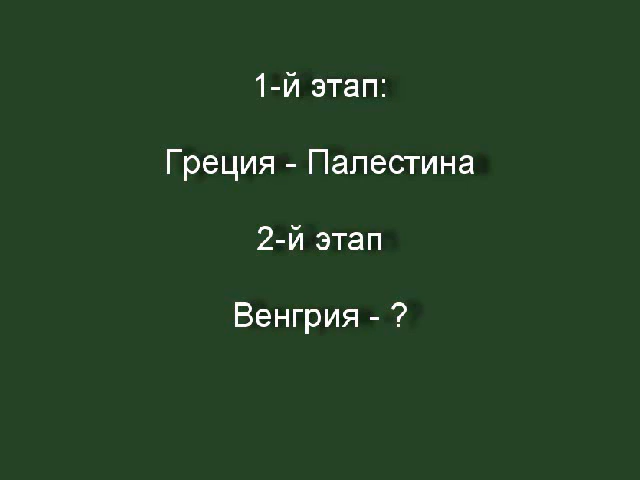 1-й этап:
Греция - Палестина
2-й этап
Венгрия - ?